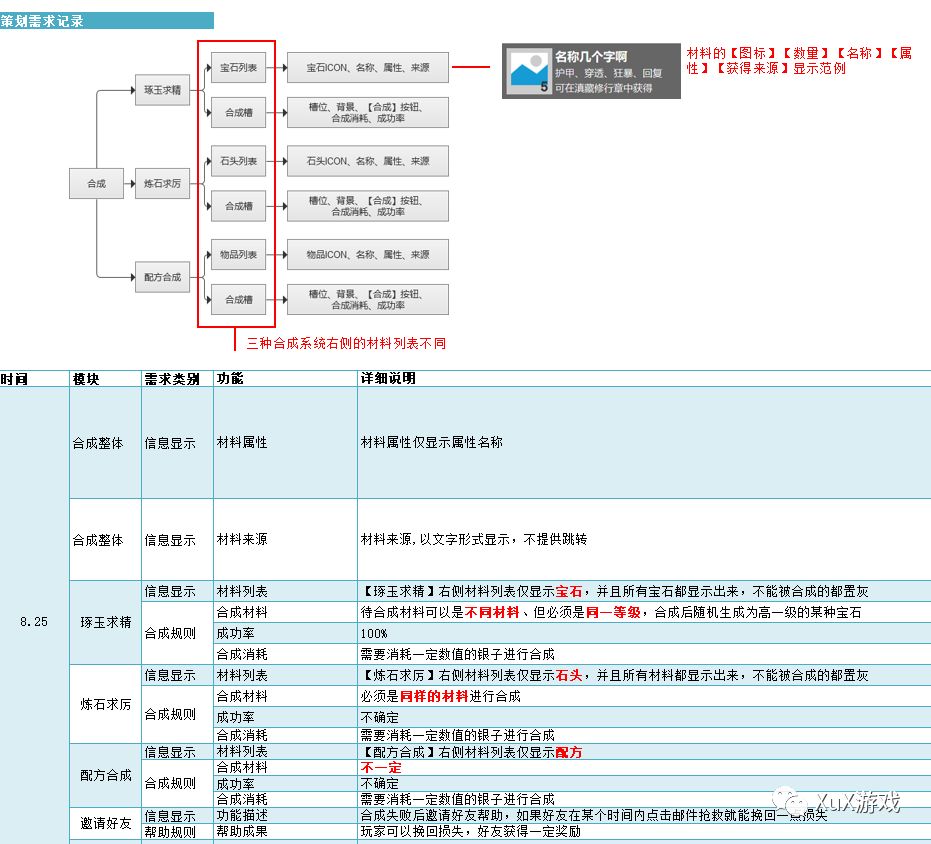 策划需求记录
合成
琢玉求精
炼石求厉
配方合成
宝石列表
宝石ICON、名称、属性、来源
合成槽
槽位、背景、【合成】按钮、
合成消耗、成功率
石头列表
石头ICON、名称、属性、来源
合成槽
槽位、背景、【合成】按钮、
合成消耗、成功率
物品列表
物品ICON、名称、属性、来源
合成槽
槽位、背景、【合成】按钮、
合成消耗、成功率
三种合成系统右侧的材料列表不同
5
名称几个字啊
护甲、穿透、狂暴、回复
可在滇藏修行章中获得
材料的【图标】【数量】【名称】【属
性】【获得来源】显示范例
时间 模块 需求类别 功能 详细说明
8.25
合成整体 信息显示 材料属性 材料属性仅显示属性名称
合成整体 信息显示 材料来源 材料来源,以文字形式显示,不提供跳转
琢玉求精
信息显示 材料列表 【琢玉求精】右侧材料列表仅显示宝石,并且所有宝石都显示出来,不能被合成的都置灰
合成规则
合成材料 待合成材料可以是不同材料、但必须是同一等级,合成后随机生成为高一级的某种宝石
成功率 100%
合成消耗 需要消耗一定数值的银子进行合成
炼石求厉
信息显示 材料列表 【炼石求厉】右侧材料列表仅显示石头,并且所有材料都显示出来,不能被合成的都置灰
合成规则
合成材料 必须是同样的材料进行合成
成功率 不确定
合成消耗 需要消耗一定数值的银子进行合成
配方合成
信息显示 材料列表 【配方合成】右侧材料列表仅显示配方
合成规则
合成材料 不一定
成功率 不确定
合成消耗 需要消耗一定数值的银子进行合成
邀请好友
信息显示 功能描述 合成失败后邀请好友帮助,如果好友在某个时间内点击邮件抢救就能挽回一点损失
帮助规则 帮助成果 玩家可以挽回损失,好友获得一定奖励
XuX游戏